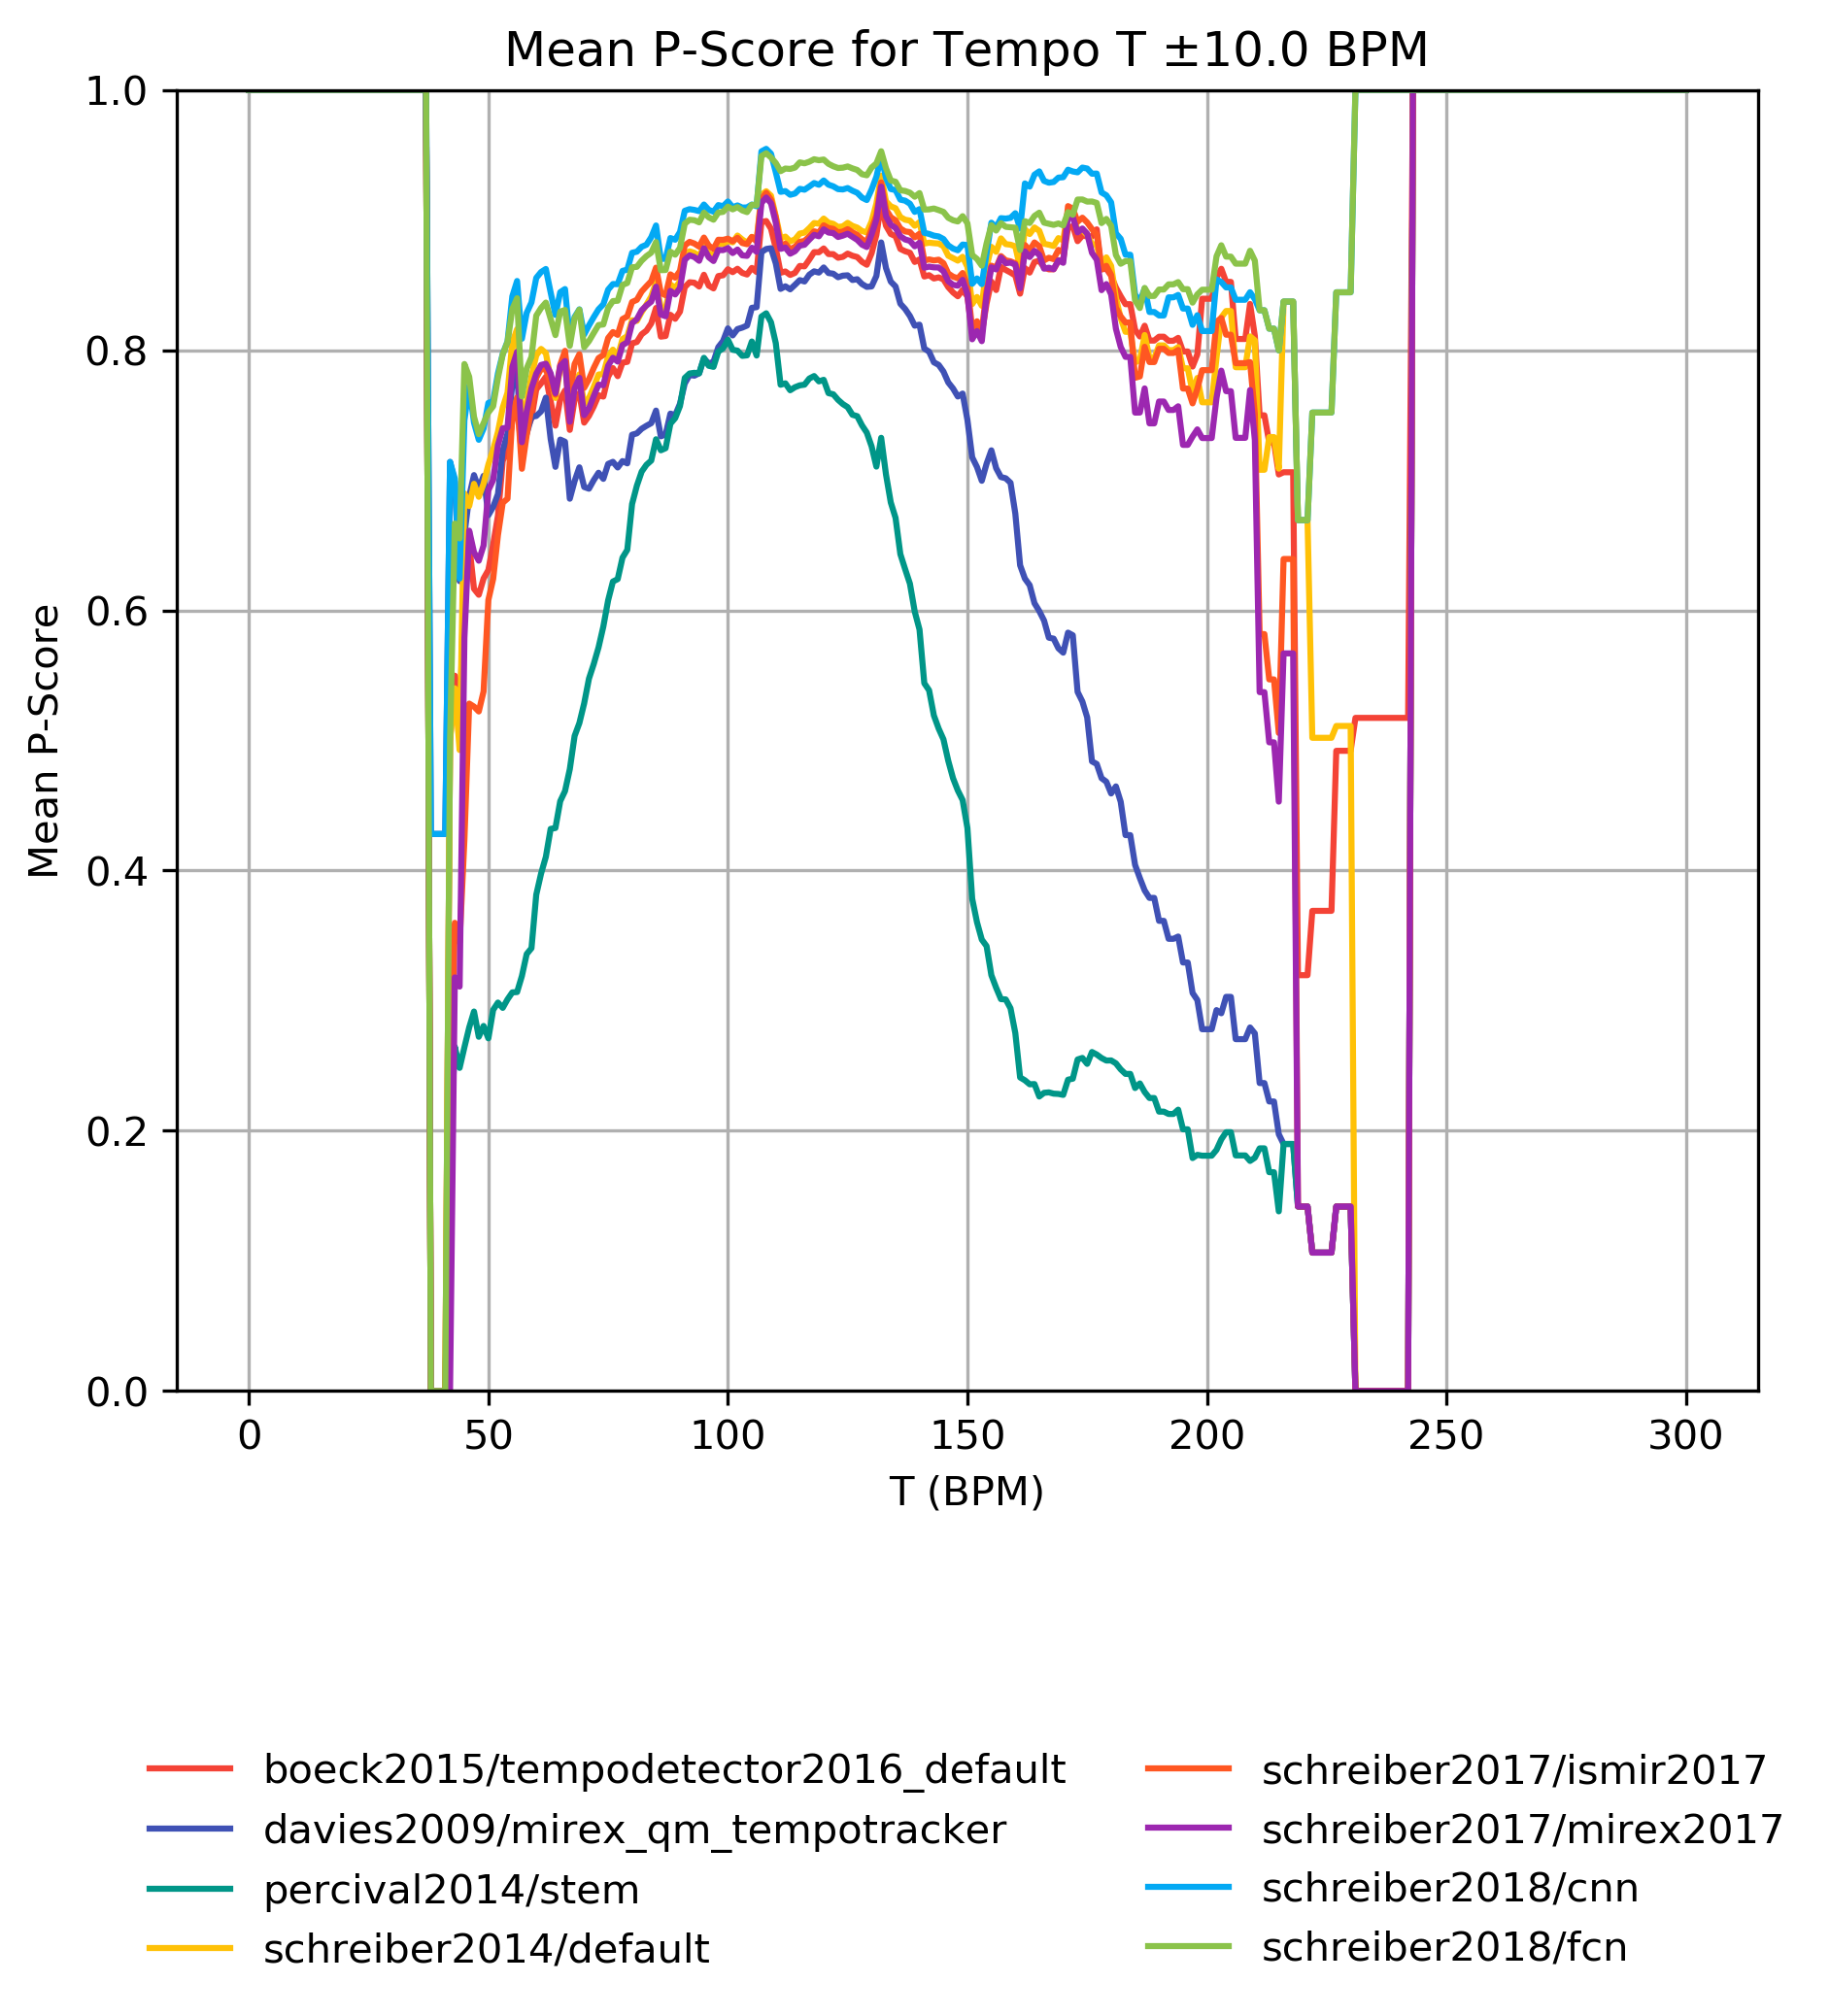 Mean P-Score for Tempo T ±10.0 BPM
1.0
0.8
0.6
0.4
0.2
0.0
Mean P-Score
0 50 100 150 200 250 300
T (BPM)
boeck2015/tempodetector2016_default
davies2009/mirex_qm_tempotracker
percival2014/stem
schreiber2014/default
schreiber2017/ismir2017
schreiber2017/mirex2017
schreiber2018/cnn
schreiber2018/fcn